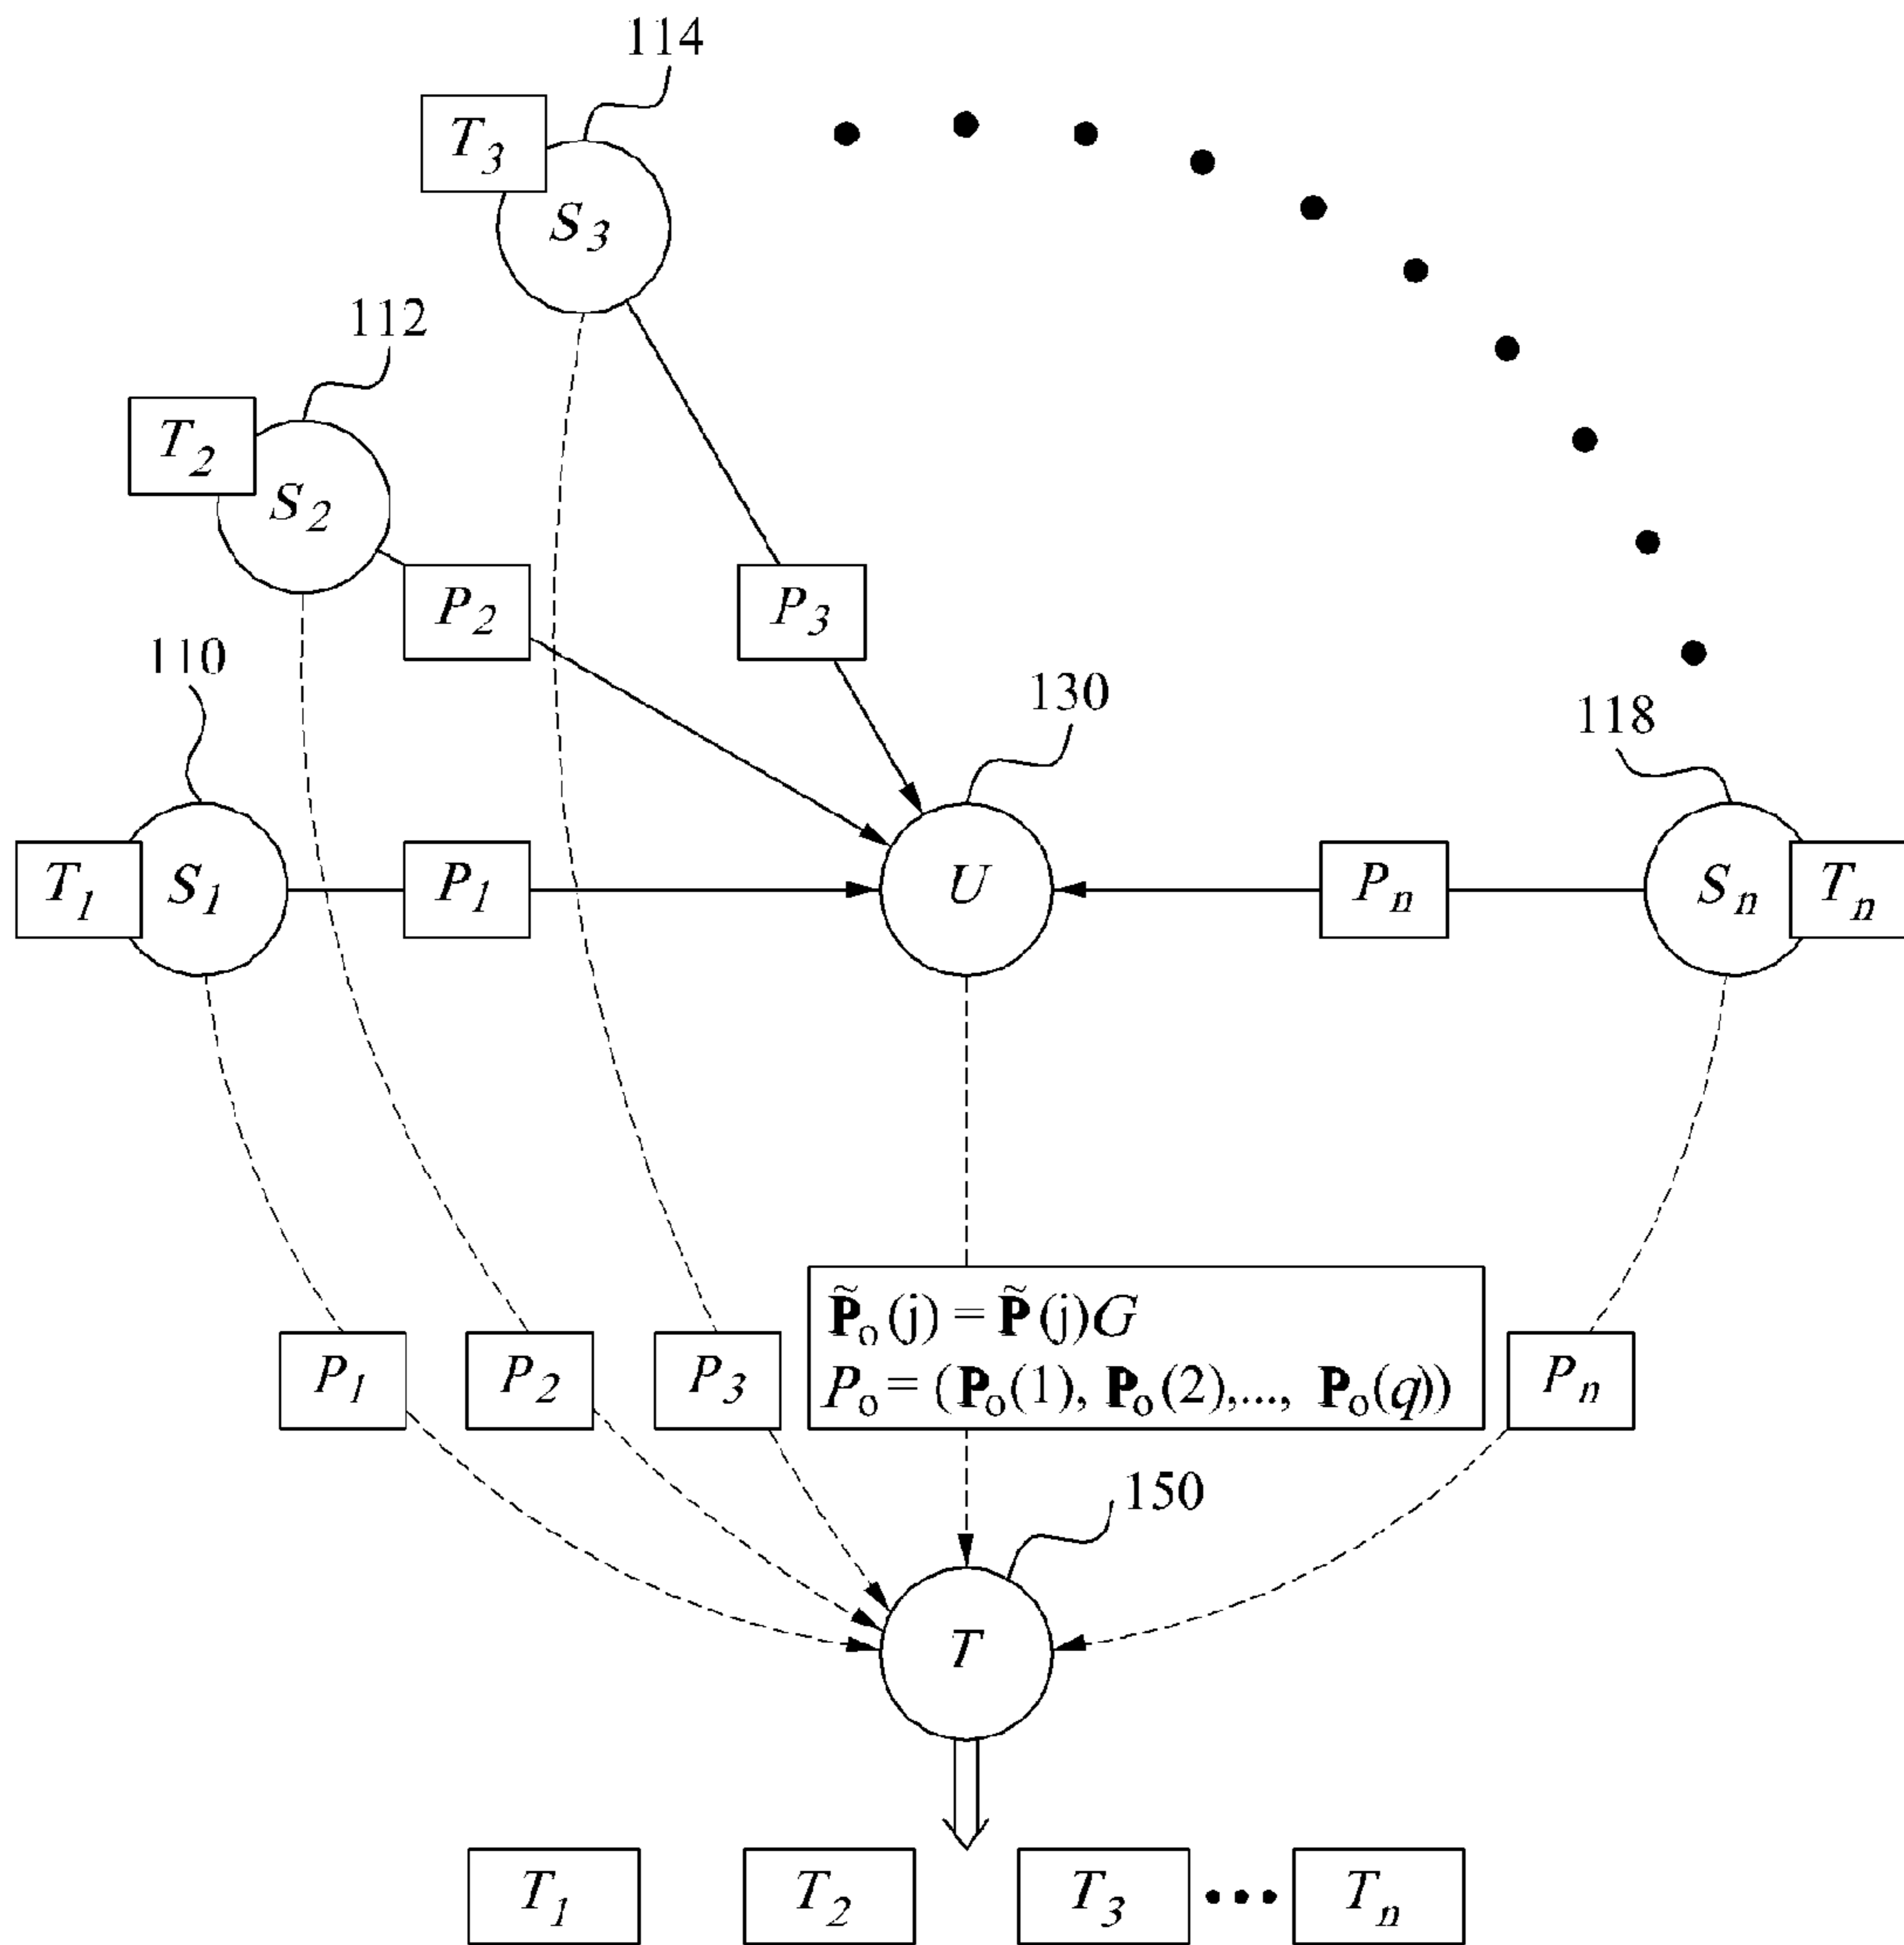 114
T3
S3
112
T2
S2
P2
P3
110
130
118
T1
S1
P1
U
Pn
Sn
Tn
P̃o(j) = P̃(j)G
Po = (Po(1), Po(2),..., Po(q))
P1
P2
P3
Pn
150
T
T1
T2
T3
•••
Tn